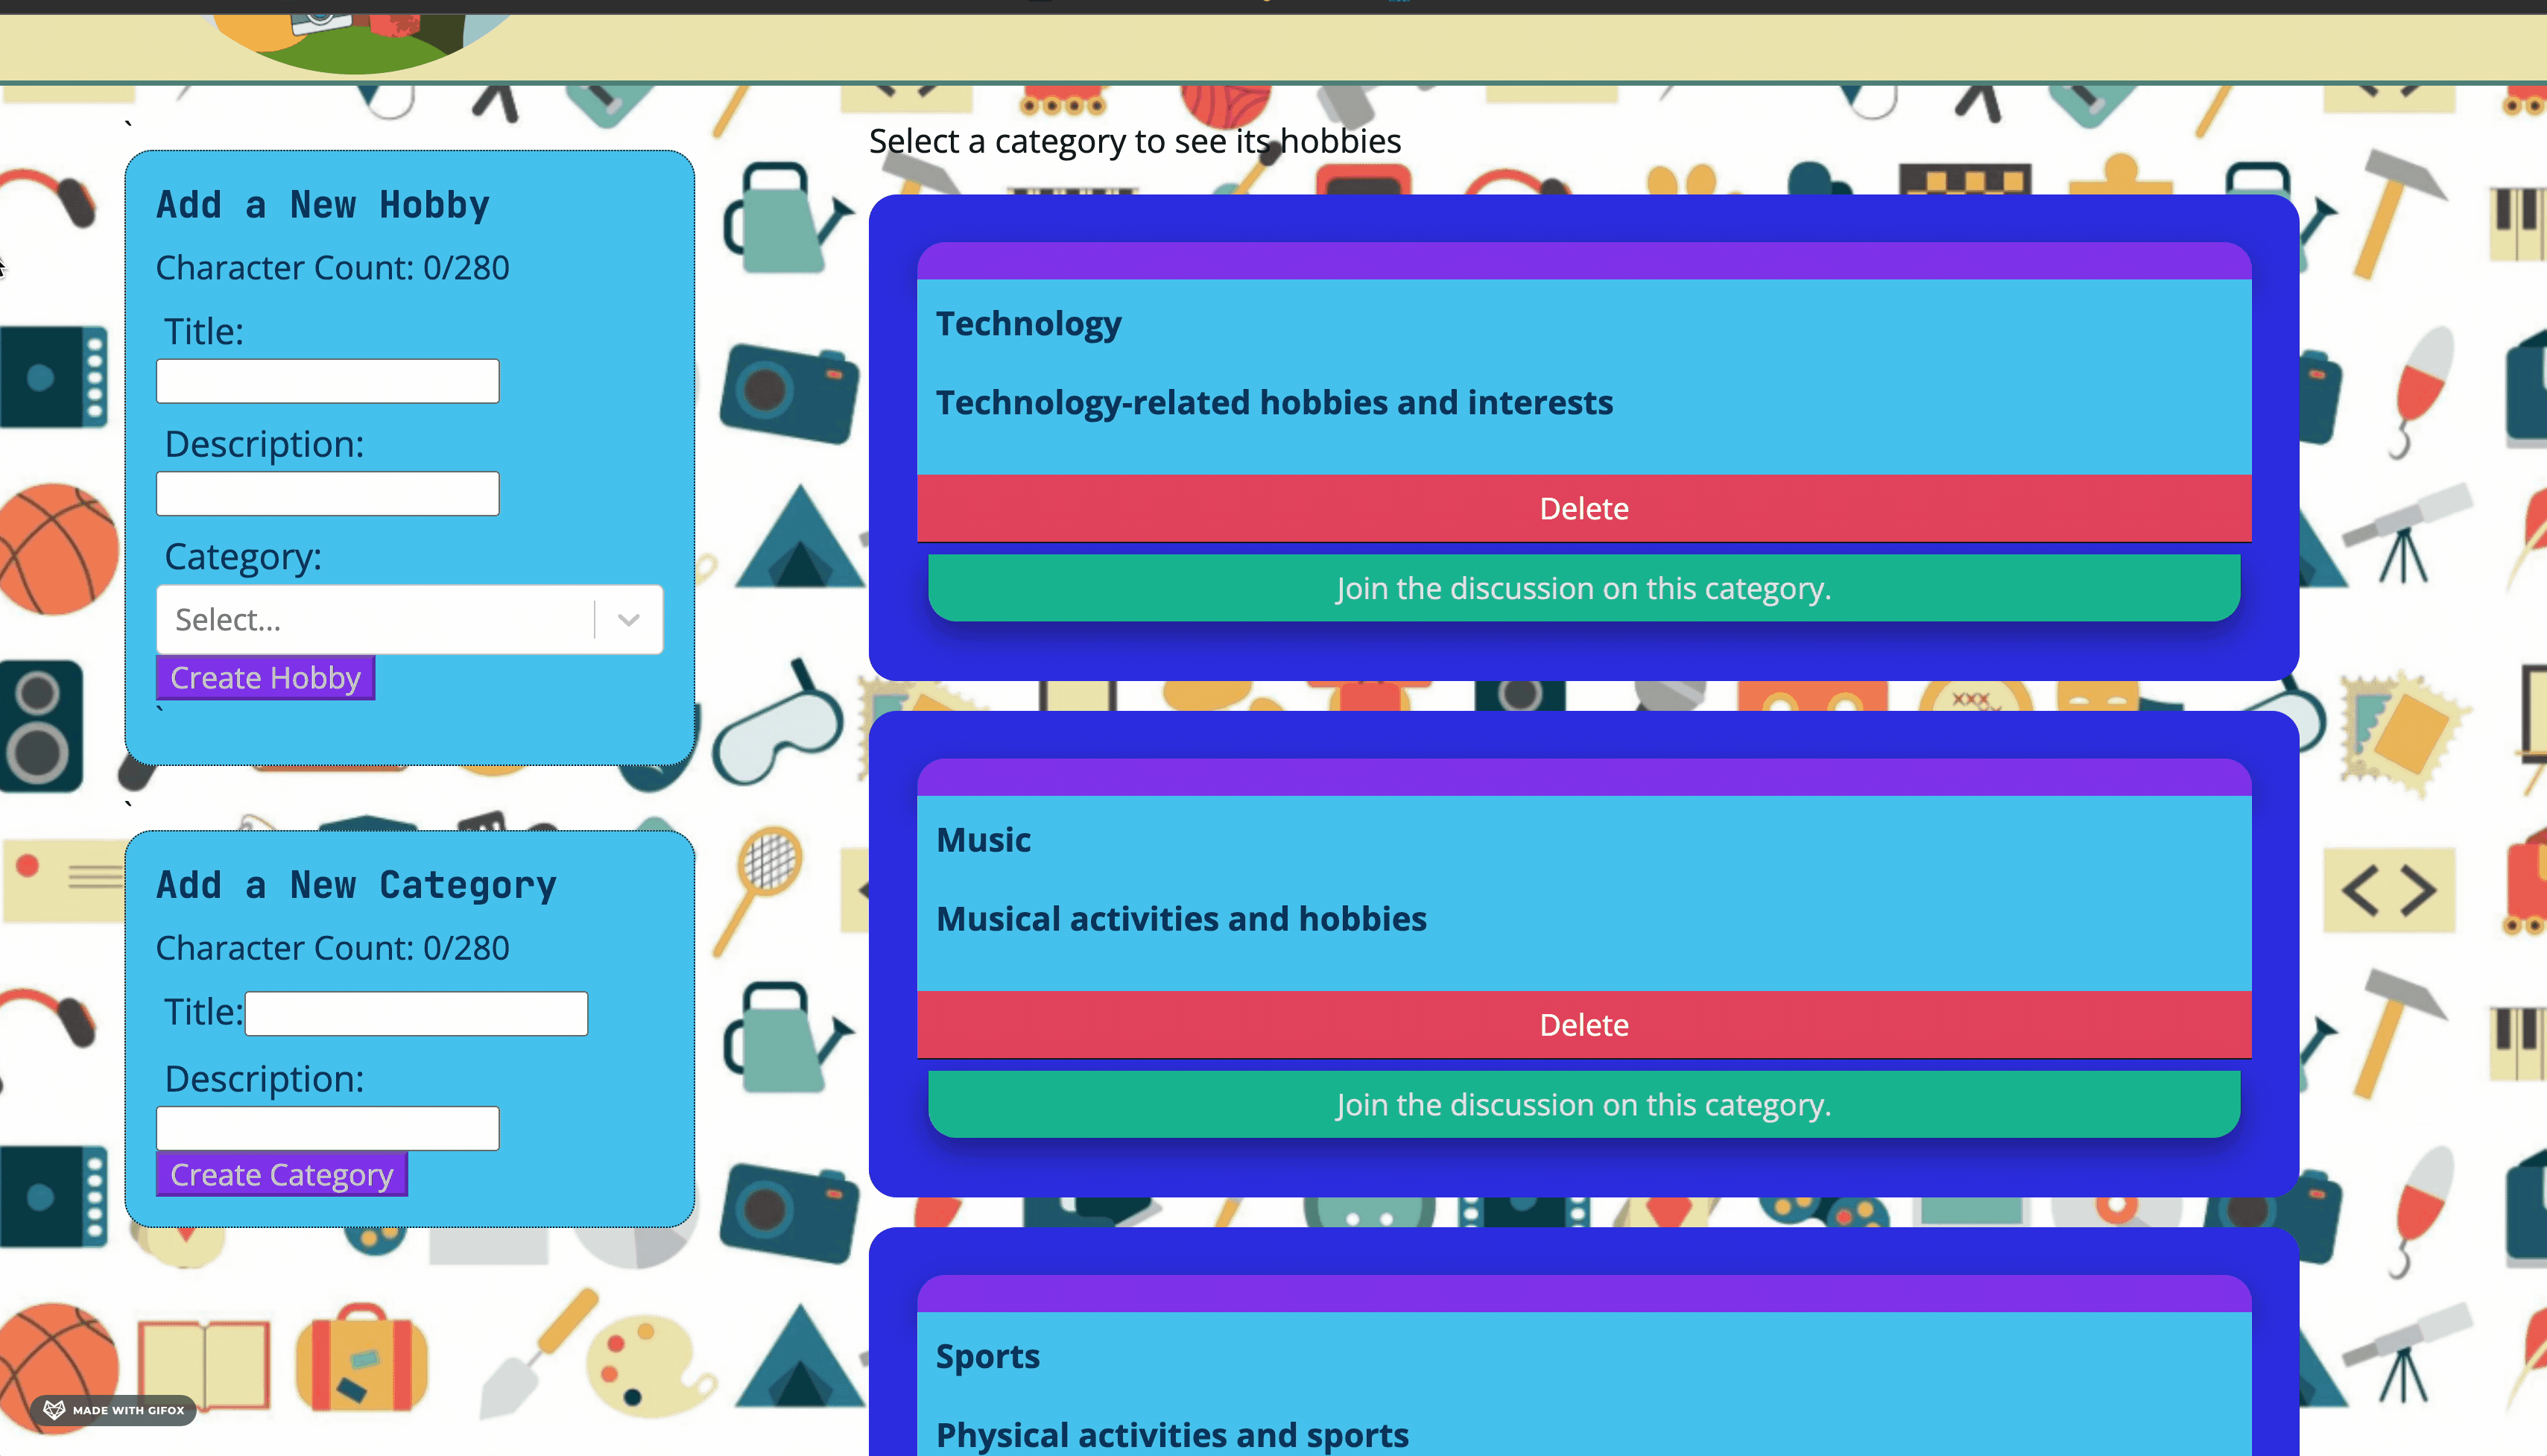 `
Add a New Hobby
Character Count: 0/280
Title:
Description:
Category:
Select...
Create Hobby
`
`
Add a New Category
Character Count: 0/280
Title:
Description:
Create Category
Select a category to see its hobbies
Technology
Technology-related hobbies and interests
Delete
Join the discussion on this category.
Music
Musical activities and hobbies
Delete
Join the discussion on this category.
Sports
Physical activities and sports
XXX
MADE WITH GIFOX